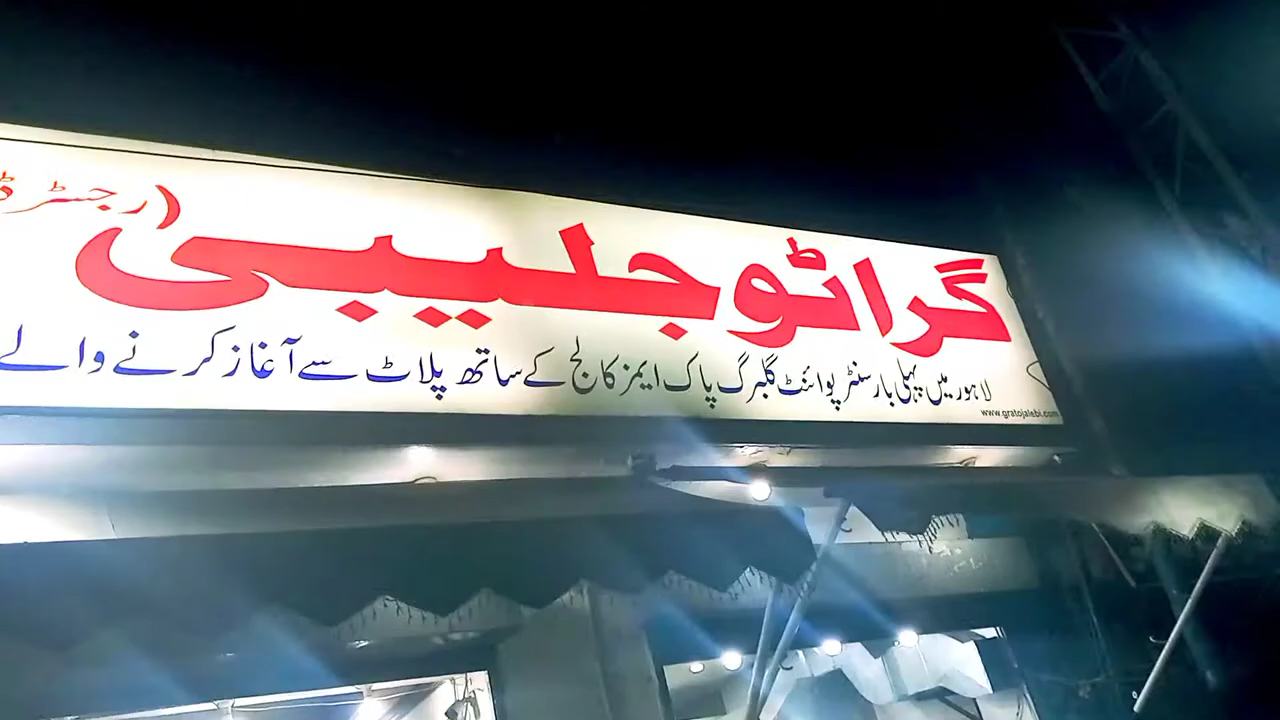 گراٹو جلیبی (رجسٹرڈ
لاہور میں پہلی بار سنٹر پوائنٹ گلبرگ پاک ایمز کالج کے ساتھ پلاٹ سے آغاز کرنے والے
www.gratojalebi.com